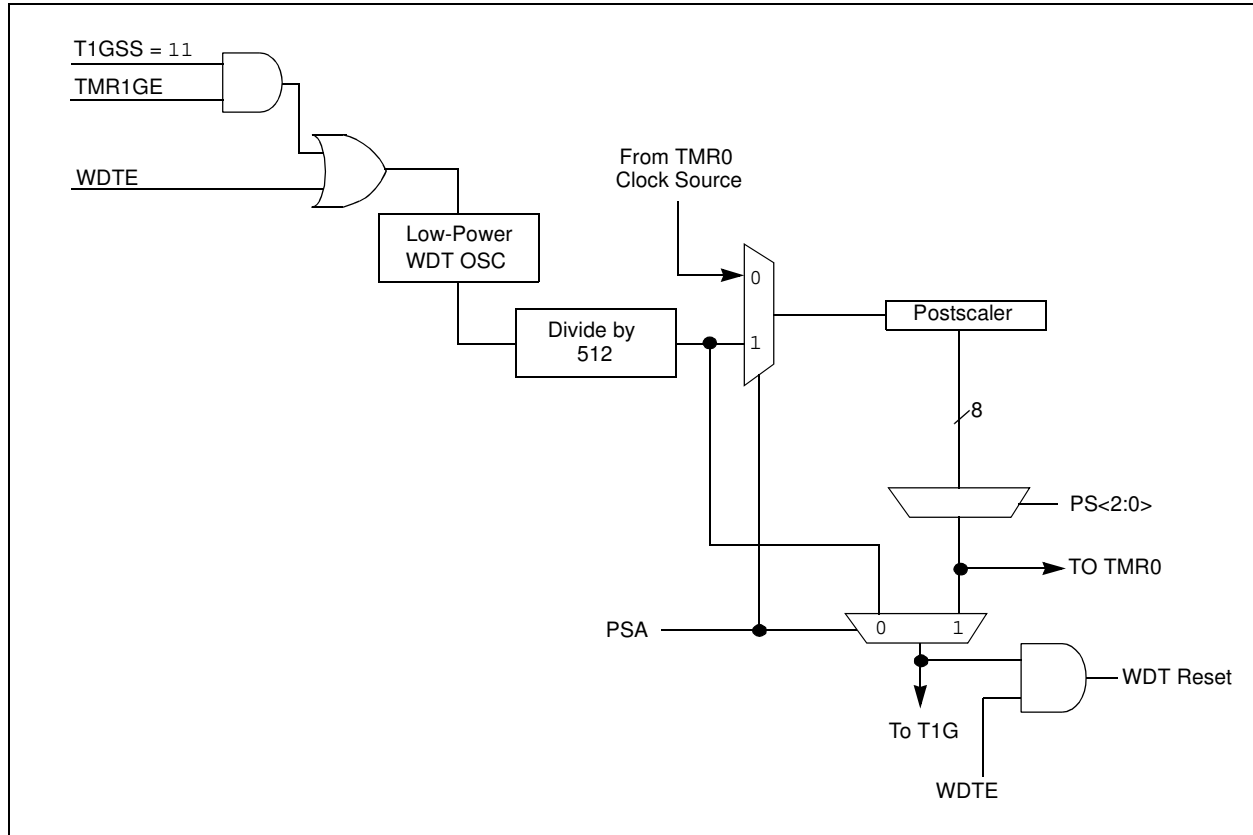 T1GSS = 11
TMR1GE
WDTE
From TMR0
Clock Source
Low-Power
WDT OSC
0
1
Divide by
512
Postscaler
8
PS<2:0>
TO TMR0
PSA
0
1
WDT Reset
To T1G
WDTE